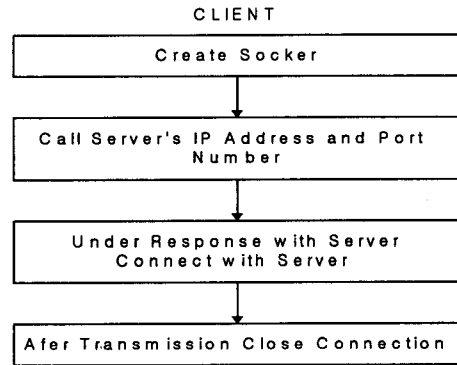 CLIENT
Create Socker
Call Server's IP Address and Port
Number
Under Response with Server
Connect with Server
Afer Transmission Close Connection